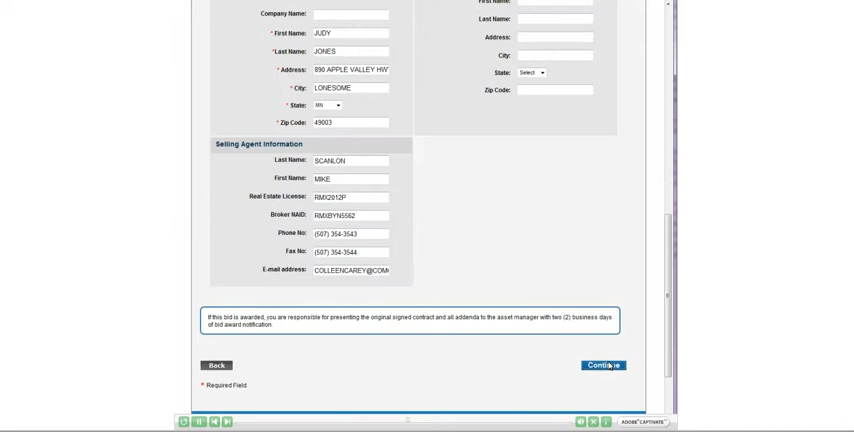 Company Name:
* First Name: JUDY
*Last Name: JONES
* Address: 890 APPLE VALLEY HWY
* City: LONESOME
* State: MN
* Zip Code: 49003
First Name:
Last Name:
Address:
City:
State: Select
Zip Code:
Selling Agent Information
Last Name: SCANLON
First Name: MIKE
Real Estate License: RMX2012P
Broker NAID: RMXBYN5562
Phone No: (507) 354-3543
Fax No: (507) 354-3544
E-mail address: COLLEENCAREY@COM
If this bid is awarded, you are responsible for presenting the original signed contract and all addenda to the asset manager with two (2) business days
of bid award notification.
Back
Continue
* Required Field
ADOBE® CAPTIVATE™